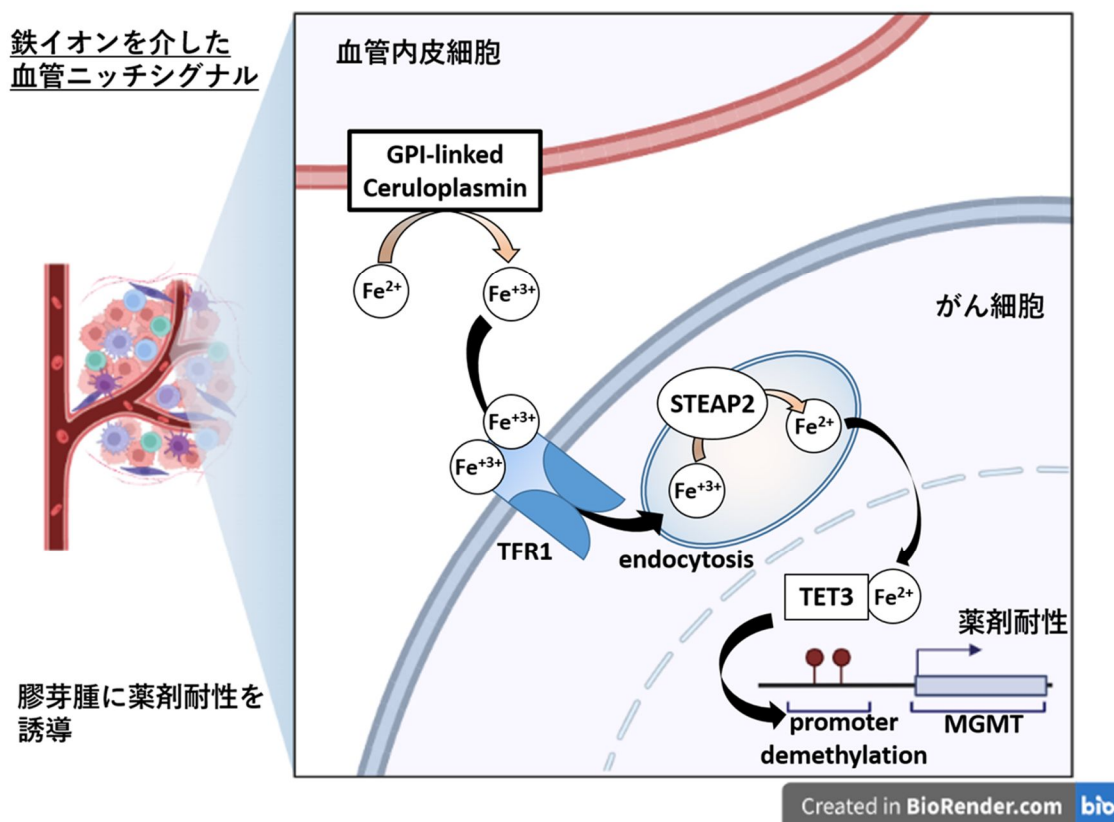 鉄イオンを介した
血管ニッチシグナル
血管内皮細胞
GPI-linked
Ceruloplasmin
Fe2+
Fe+3+
がん細胞
Fe+3+
Fe+3+
STEAP2
Fe2+
Fe+3+
TFR1
endocytosis
TET3
Fe2+
薬剤耐性
膠芽腫に薬剤耐性を
誘導
promoter
demethylation
MGMT
Created in BioRender.com
bio